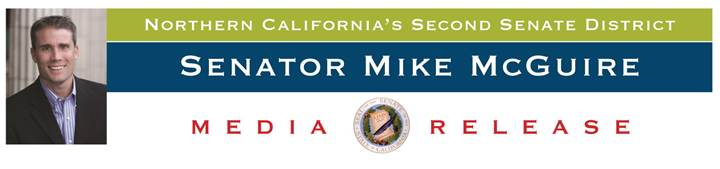 NORTHERN CALIFORNIA'S SECOND SENATE DISTRICT
SENATOR MIKE MCGUIRE
MEDIA RELEASE